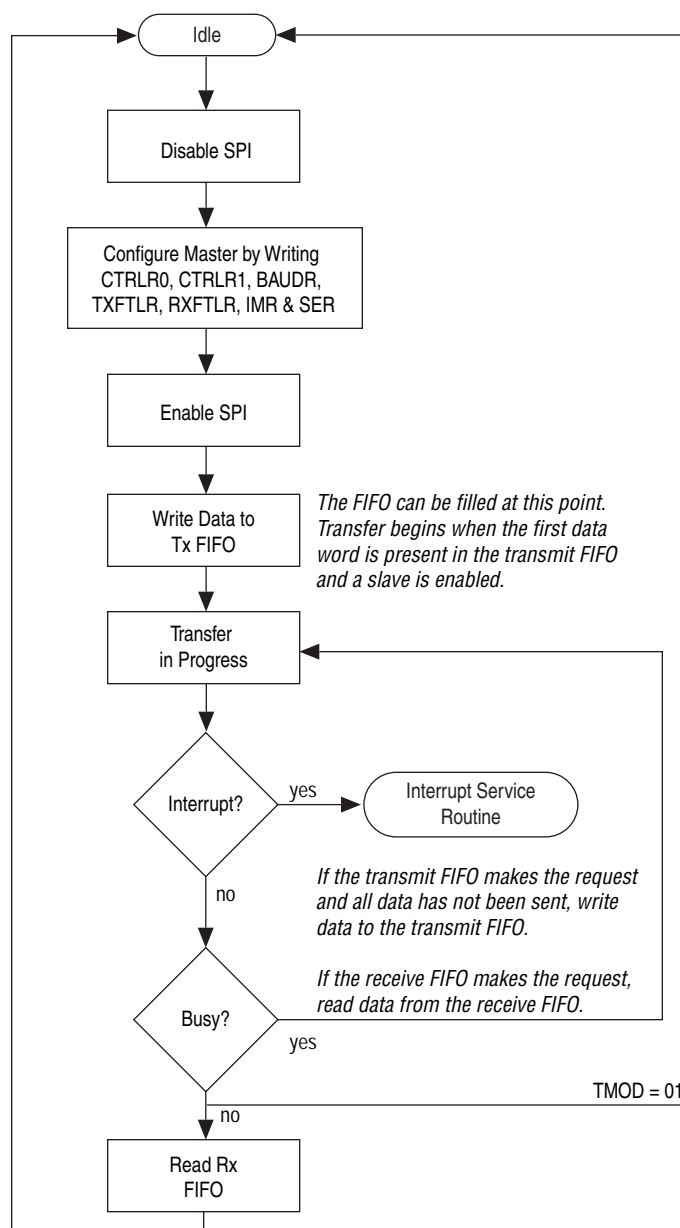 Idle
Disable SPI
Configure Master by Writing
CTRLR0, CTRLR1, BAUDR,
TXFTLR, RXFTLR, IMR & SER
Enable SPI
Write Data to
Tx FIFO
The FIFO can be filled at this point.
Transfer begins when the first data
word is present in the transmit FIFO
and a slave is enabled.
Transfer
in Progress
Interrupt?
yes
Interrupt Service
Routine
no
If the transmit FIFO makes the request
and all data has not been sent, write
data to the transmit FIFO.
If the receive FIFO makes the request,
read data from the receive FIFO.
Busy?
yes
TMOD = 01
no
Read Rx
FIFO